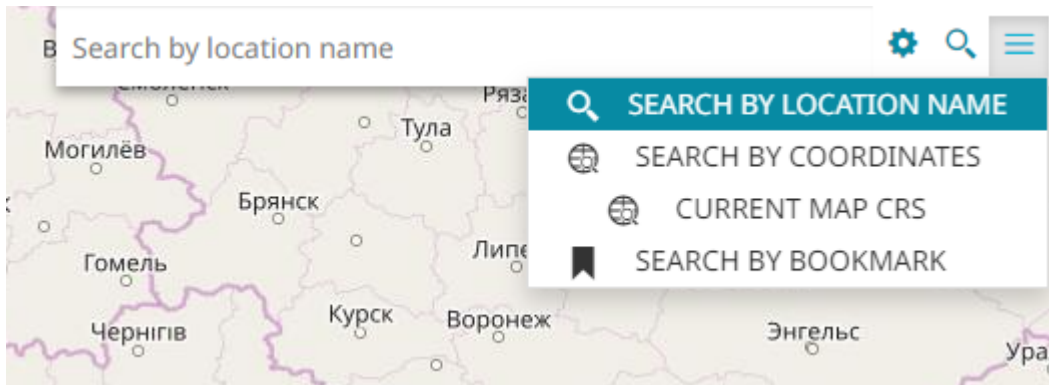 Search by location name
SEARCH BY LOCATION NAME
SEARCH BY COORDINATES
CURRENT MAP CRS
SEARCH BY BOOKMARK
Тула
Могилёв
Брянск
Гомель
Курск
Воронеж
Чернігів
Энгельс